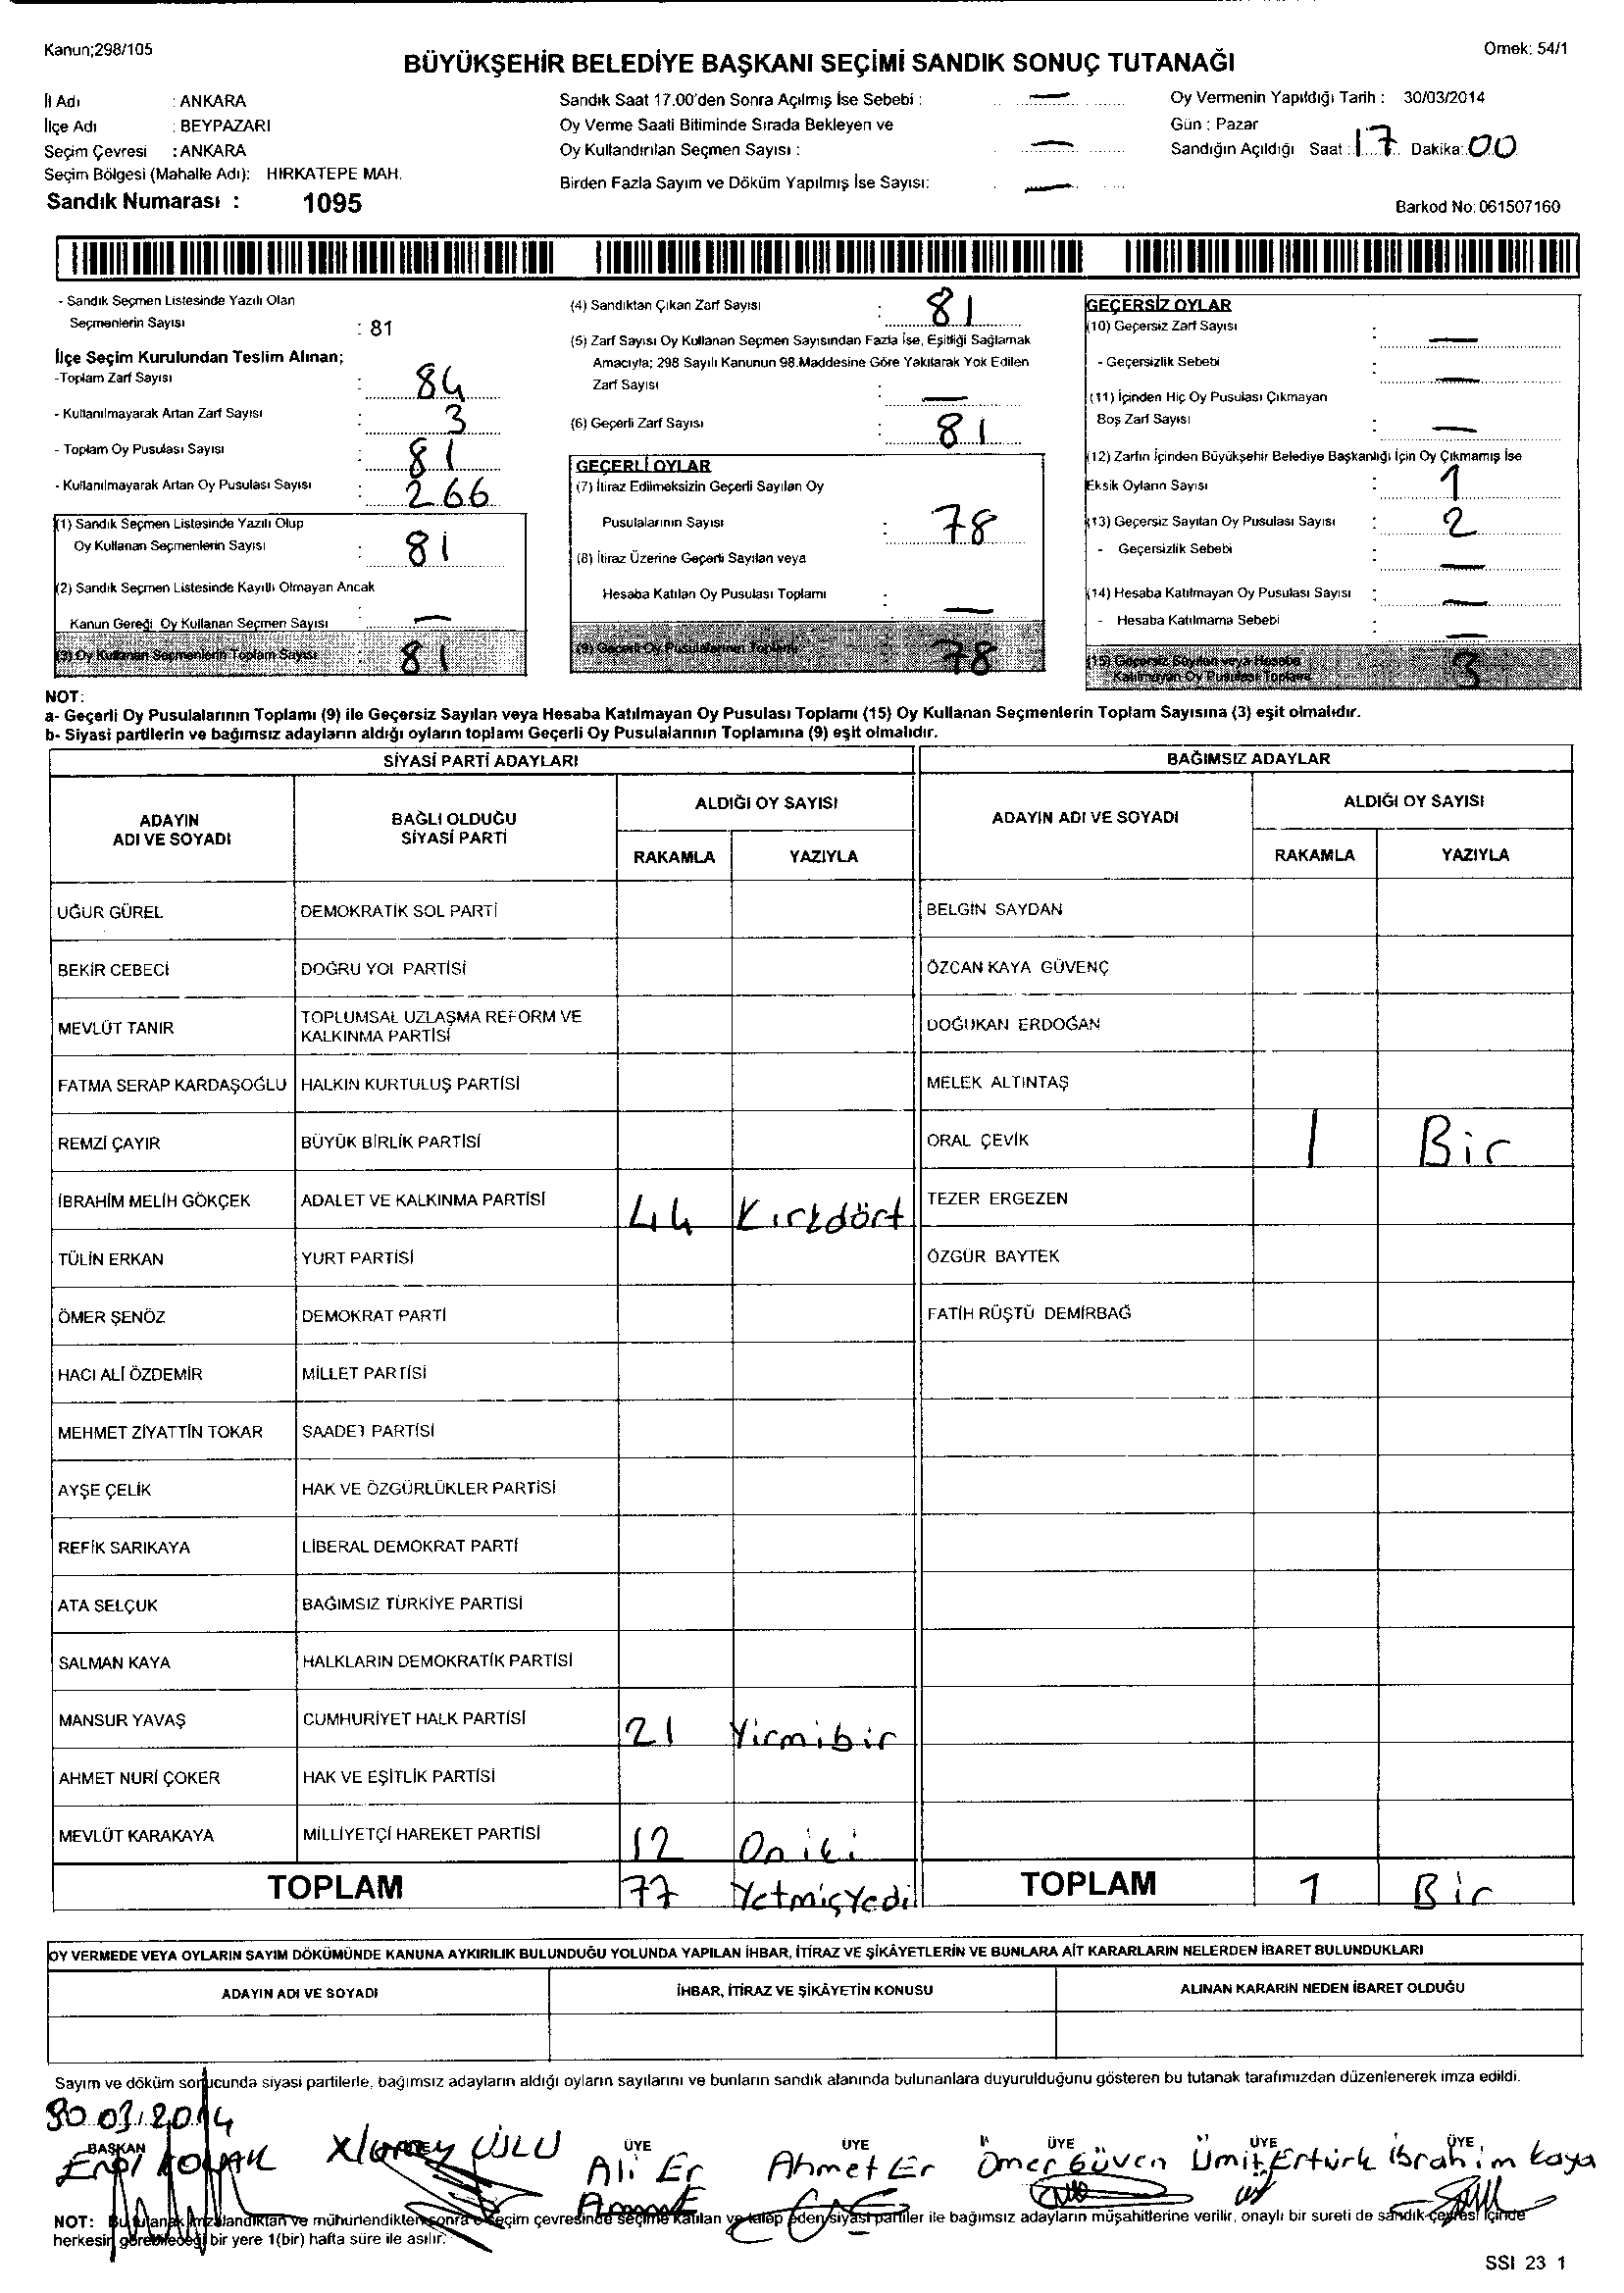 Kanun;298/105
Örnek: 54/1
BÜYÜKŞEHİR BELEDİYE BAŞKANI SEÇİMİ SANDIK SONUÇ TUTANAĞI
İl Adı : ANKARA
İlçe Adı : BEYPAZARI
Seçim Çevresi : ANKARA
Seçim Bölgesi (Mahalle Adı): HIRKATEPE MAH.
Sandık Numarası : 1095
Sandık Saat 17.00'den Sonra Açılmış İse Sebebi : —
Oy Verme Saati Bitiminde Sırada Bekleyen ve
Oy Kullandırılan Seçmen Sayısı : —
Birden Fazla Sayım ve Döküm Yapılmış İse Sayısı: —
Oy Vermenin Yapıldığı Tarih : 30/03/2014
Gün : Pazar
Sandığın Açıldığı Saat : 17 Dakika: 00
Barkod No: 061507160
- Sandık Seçmen Listesinde Yazılı Olan
Seçmenlerin Sayısı : 81
İlçe Seçim Kurulundan Teslim Alınan;
-Toplam Zarf Sayısı : 84
- Kullanılmayarak Artan Zarf Sayısı : 3
- Toplam Oy Pusulası Sayısı : 81
- Kullanılmayarak Artan Oy Pusulası Sayısı : 266
(1) Sandık Seçmen Listesinde Yazılı Olup
Oy Kullanan Seçmenlerin Sayısı : 81
(2) Sandık Seçmen Listesinde Kayıtlı Olmayan Ancak
Kanun Gereği Oy Kullanan Seçmen Sayısı : —
(3) Oy Kullanan Seçmenlerin Toplam Sayısı : 81
(4) Sandıktan Çıkan Zarf Sayısı : 81
(5) Zarf Sayısı Oy Kullanan Seçmen Sayısından Fazla İse, Eşitliği Sağlamak
Amacıyla; 298 Sayılı Kanunun 98.Maddesine Göre Yakılarak Yok Edilen
Zarf Sayısı : —
(6) Geçerli Zarf Sayısı : 81
GEÇERLİ OYLAR
(7) İtiraz Edilmeksizin Geçerli Sayılan Oy
Pusulalarının Sayısı : 78
(8) İtiraz Üzerine Geçerli Sayılan veya
Hesaba Katılan Oy Pusulası Toplamı : —
(9) Geçerli Oy Pusulalarının Toplamı : 78
GEÇERSİZ OYLAR
(10) Geçersiz Zarf Sayısı : —
- Geçersizlik Sebebi : —
(11) İçinden Hiç Oy Pusulası Çıkmayan
Boş Zarf Sayısı : —
(12) Zarfın İçinden Büyükşehir Belediye Başkanlığı İçin Oy Çıkmamış İse
Eksik Oyların Sayısı : 1
(13) Geçersiz Sayılan Oy Pusulası Sayısı : 2
- Geçersizlik Sebebi : —
(14) Hesaba Katılmayan Oy Pusulası Sayısı : —
- Hesaba Katılmama Sebebi : —
(15) Geçersiz Sayılan veya Hesaba
Katılmayan Oy Pusulası Toplamı 3
NOT:
a- Geçerli Oy Pusulalarının Toplamı (9) ile Geçersiz Sayılan veya Hesaba Katılmayan Oy Pusulası Toplamı (15) Oy Kullanan Seçmenlerin Toplam Sayısına (3) eşit olmalıdır.
b- Siyasi partilerin ve bağımsız adayların aldığı oyların toplamı Geçerli Oy Pusulalarının Toplamına (9) eşit olmalıdır.
SİYASİ PARTİ ADAYLARI
ADAYIN ADI VE SOYADI
BAĞLI OLDUĞU SİYASİ PARTİ
ALDIĞI OY SAYISI
RAKAMLA YAZIYLA
UĞUR GÜREL DEMOKRATİK SOL PARTİ
BEKİR CEBECİ DOĞRU YOL PARTİSİ
MEVLÜT TANIR TOPLUMSAL UZLAŞMA REFORM VE KALKINMA PARTİSİ
FATMA SERAP KARDAŞOĞLU HALKIN KURTULUŞ PARTİSİ
REMZİ ÇAYIR BÜYÜK BİRLİK PARTİSİ
İBRAHİM MELİH GÖKÇEK ADALET VE KALKINMA PARTİSİ 44 Kırkdört
TÜLİN ERKAN YURT PARTİSİ
ÖMER ŞENÖZ DEMOKRAT PARTİ
HACI ALİ ÖZDEMİR MİLLET PARTİSİ
MEHMET ZİYATTİN TOKAR SAADET PARTİSİ
AYŞE ÇELİK HAK VE ÖZGÜRLÜKLER PARTİSİ
REFİK SARIKAYA LİBERAL DEMOKRAT PARTİ
ATA SELÇUK BAĞIMSIZ TÜRKİYE PARTİSİ
SALMAN KAYA HALKLARIN DEMOKRATİK PARTİSİ
MANSUR YAVAŞ CUMHURİYET HALK PARTİSİ 21 Yirmibir
AHMET NURİ ÇOKER HAK VE EŞİTLİK PARTİSİ
MEVLÜT KARAKAYA MİLLİYETÇİ HAREKET PARTİSİ 12 Oniki
TOPLAM 77 YetmişYedi
BAĞIMSIZ ADAYLAR
ADAYIN ADI VE SOYADI
ALDIĞI OY SAYISI
RAKAMLA YAZIYLA
BELGİN SAYDAN
ÖZCAN KAYA GÜVENÇ
DOĞUKAN ERDOĞAN
MELEK ALTINTAŞ
ORAL ÇEVİK 1 Bir
TEZER ERGEZEN
ÖZGÜR BAYTEK
FATİH RÜŞTÜ DEMİRBAĞ
TOPLAM 1 Bir
OY VERMEDE VEYA OYLARIN SAYIM DÖKÜMÜNDE KANUNA AYKIRILIK BULUNDUĞU YOLUNDA YAPILAN İHBAR, İTİRAZ VE ŞİKÂYETLERİN VE BUNLARA AİT KARARLARIN NELERDEN İBARET BULUNDUKLARI
ADAYIN ADI VE SOYADI İHBAR, İTİRAZ VE ŞİKÂYETİN KONUSU ALINAN KARARIN NEDEN İBARET OLDUĞU
Sayım ve döküm sonucunda siyasi partilerle, bağımsız adayların aldığı oyların sayılarını ve bunların sandık alanında bulunanlara duyurulduğunu gösteren bu tutanak tarafımızdan düzenlenerek imza edildi.
30.03.2014
BAŞKAN ÜYE ÜYE ÜYE ÜYE ÜYE
ÜSLÜ Ali Er Ahmet Er Ömer Güven Ümit Ertürk İbrahim Kaya
NOT: Bu tutanak imzalandıktan ve mühürlendikten sonra o seçim çevresinde seçime katılan ve talep eden siyasi partiler ile bağımsız adayların müşahitlerine verilir, onaylı bir sureti de sandık çevresi içinde
herkesin görebileceği bir yere 1(bir) hafta süre ile asılır.
SSI 23 1